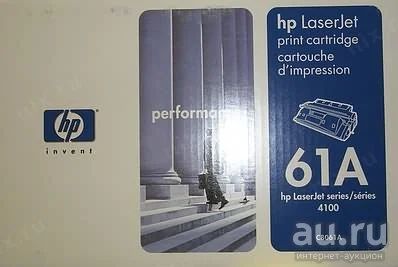 hp
invent
performa
hp LaserJet
print cartridge
cartouche
d'impression
61A
hp LaserJet series/séries
4100
C8061A
au.ru
интернет-аукцион